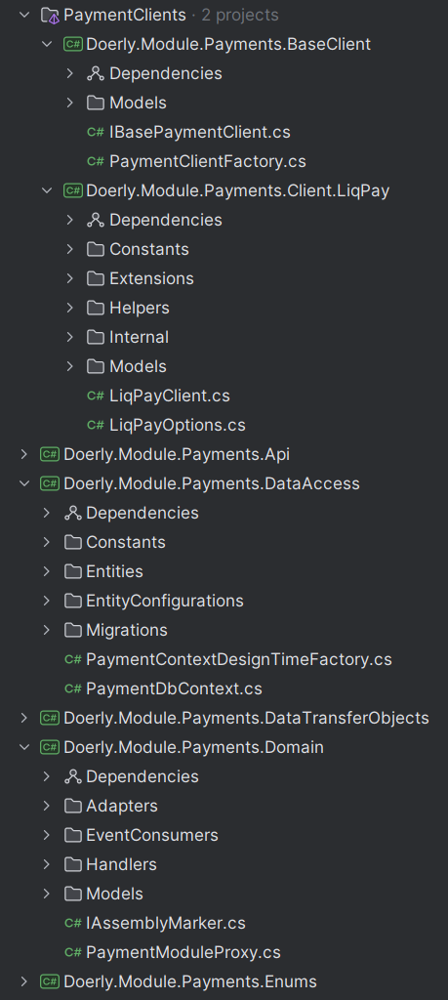 PaymentClients · 2 projects
C# Doerly.Module.Payments.BaseClient
Dependencies
Models
C# IBasePaymentClient.cs
C# PaymentClientFactory.cs
C# Doerly.Module.Payments.Client.LiqPay
Dependencies
Constants
Extensions
Helpers
Internal
Models
C# LiqPayClient.cs
C# LiqPayOptions.cs
C# Doerly.Module.Payments.Api
C# Doerly.Module.Payments.DataAccess
Dependencies
Constants
Entities
EntityConfigurations
Migrations
C# PaymentContextDesignTimeFactory.cs
C# PaymentDbContext.cs
C# Doerly.Module.Payments.DataTransferObjects
C# Doerly.Module.Payments.Domain
Dependencies
Adapters
EventConsumers
Handlers
Models
C# IAssemblyMarker.cs
C# PaymentModuleProxy.cs
C# Doerly.Module.Payments.Enums